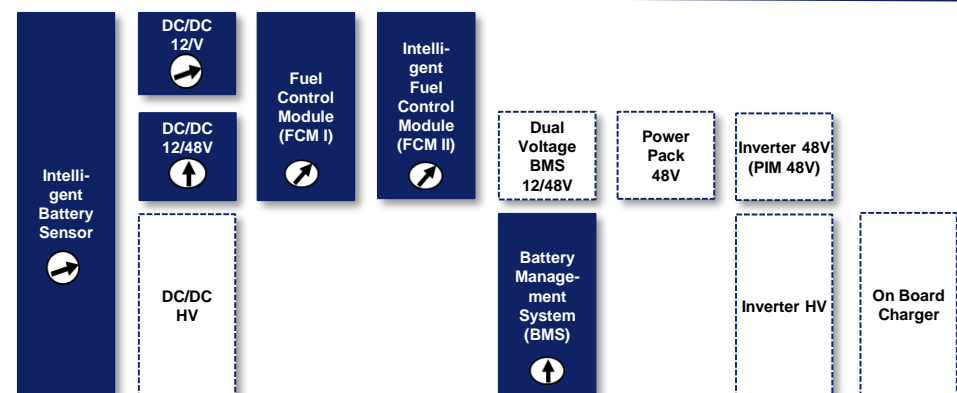 Intelli-
gent
Battery
Sensor
DC/DC
12/V
DC/DC
12/48V
DC/DC
HV
Fuel
Control
Module
(FCM I)
Intelli-
gent
Fuel
Control
Module
(FCM II)
Dual
Voltage
BMS
12/48V
Battery
Manage-
ment
System
(BMS)
Power
Pack
48V
Inverter 48V
(PIM 48V)
Inverter HV
On Board
Charger